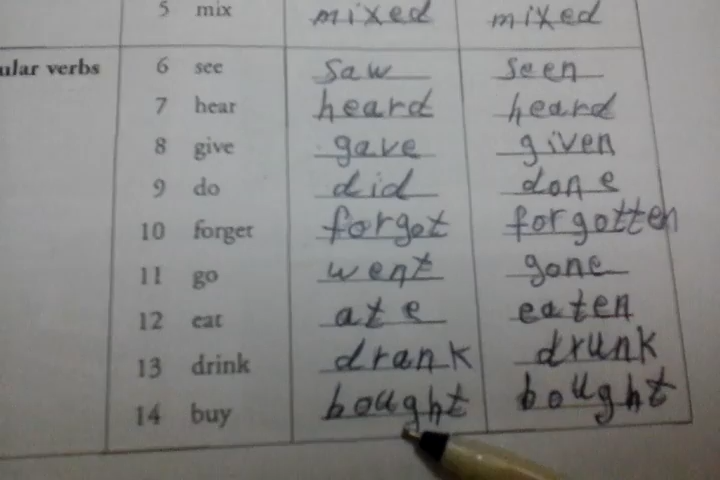 5 mix mixed mixed
ular verbs 6 see saw seen
7 hear heard heard
8 give gave given
9 do did done
10 forget forgot forgotten
11 go went gone
12 eat ate eaten
13 drink drank drunk
14 buy bought bought